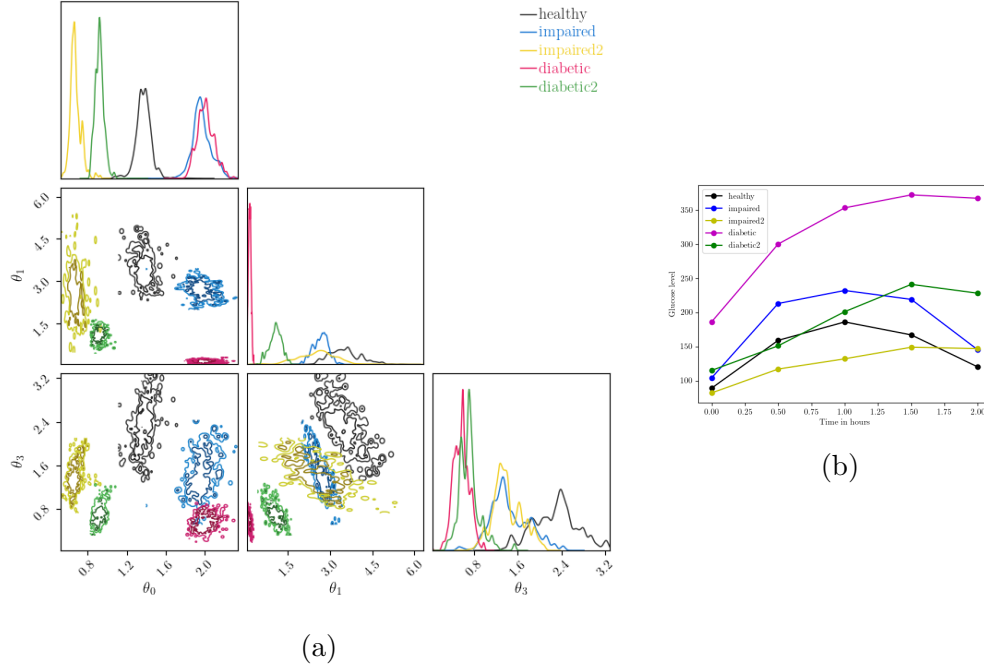 healthy
impaired
impaired2
diabetic
diabetic2
θ₁
6.0
4.5
3.0
1.5
θ₃
3.2
2.4
1.6
0.8
0.8
1.2
1.6
2.0
θ₀
1.5
3.0
4.5
6.0
θ₁
0.8
1.6
2.4
3.2
θ₃
(a)
healthy
impaired
impaired2
diabetic
diabetic2
Glucose level
350
300
250
200
150
100
0.00
0.25
0.50
0.75
1.00
1.25
1.50
1.75
2.00
Time in hours
(b)